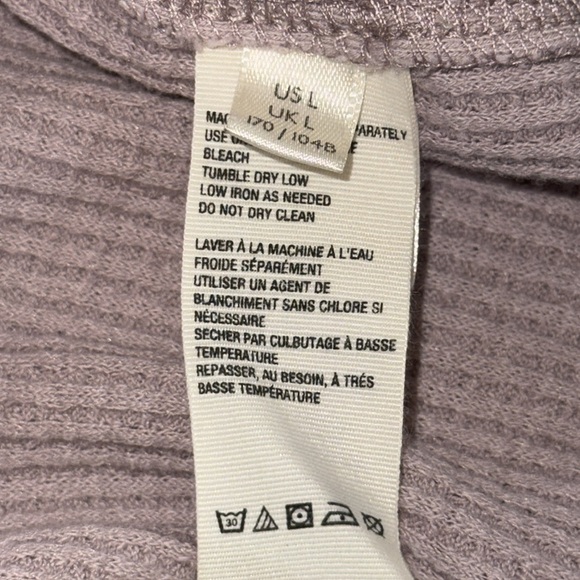 US L
UK L
170 / 104B
PARATELY
USE
BLEACH
TUMBLE DRY LOW
LOW IRON AS NEEDED
DO NOT DRY CLEAN
LAVER À LA MACHINE À L'EAU
FROIDE SÉPARÉMENT
UTILISER UN AGENT DE
BLANCHIMENT SANS CHLORE SI
NÉCESSAIRE
SÉCHER PAR CULBUTAGE À BASSE
TEMPERATURE
REPASSER, AU BESOIN, À TRÉS
BASSE TEMPÉRATURE
30